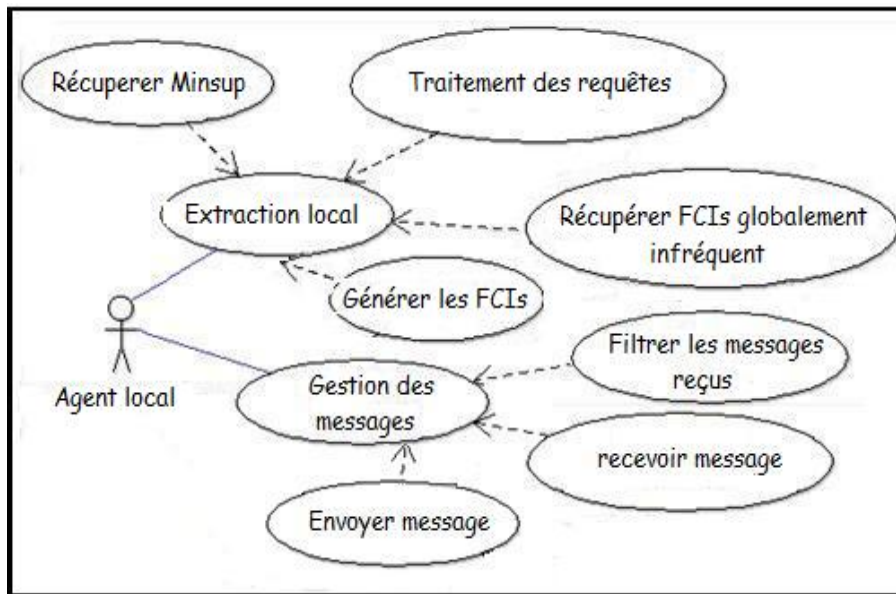 Récuperer Minsup
Traitement des requêtes
Extraction local
Récupérer FCIs globalement
infréquent
Générer les FCIs
Filtrer les messages
reçus
Agent local
Gestion des
messages
recevoir message
Envoyer message